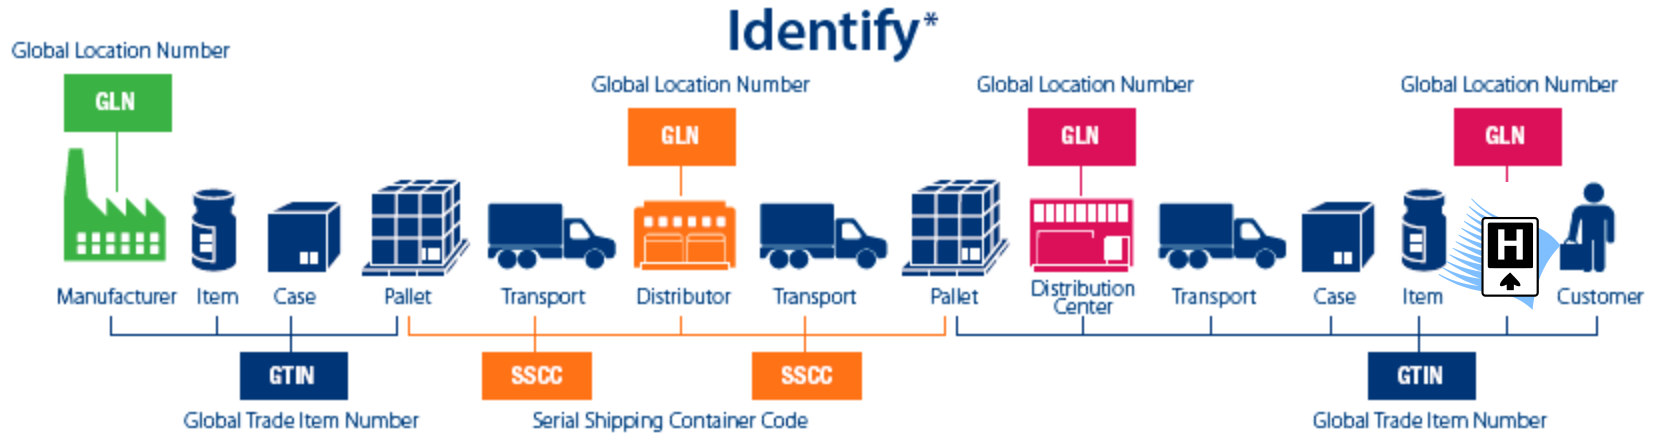 Identify*
Global Location Number
GLN
Global Location Number
GLN
Global Location Number
GLN
Global Location Number
GLN
H
Manufacturer Item Case Pallet Transport Distributor Transport Pallet Distribution Center Transport Case Item Customer
GTIN
Global Trade Item Number
SSCC SSCC
Serial Shipping Container Code
GTIN
Global Trade Item Number